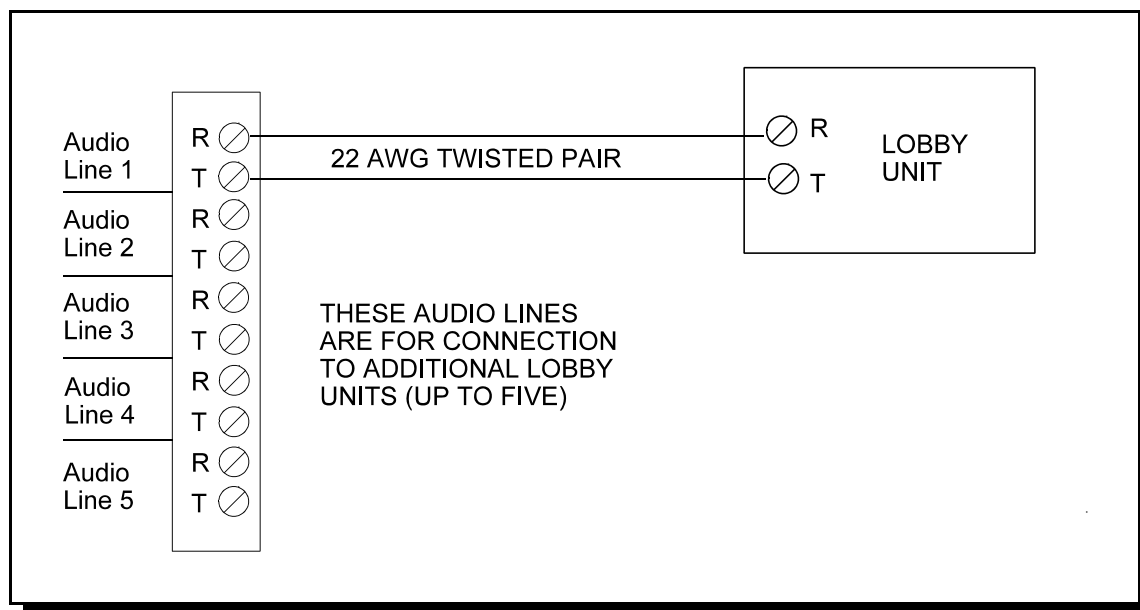 Audio
Line 1
R
T
22 AWG TWISTED PAIR
R
T
LOBBY
UNIT
Audio
Line 2
R
T
Audio
Line 3
R
T
THESE AUDIO LINES
ARE FOR CONNECTION
TO ADDITIONAL LOBBY
UNITS (UP TO FIVE)
Audio
Line 4
R
T
Audio
Line 5
R
T